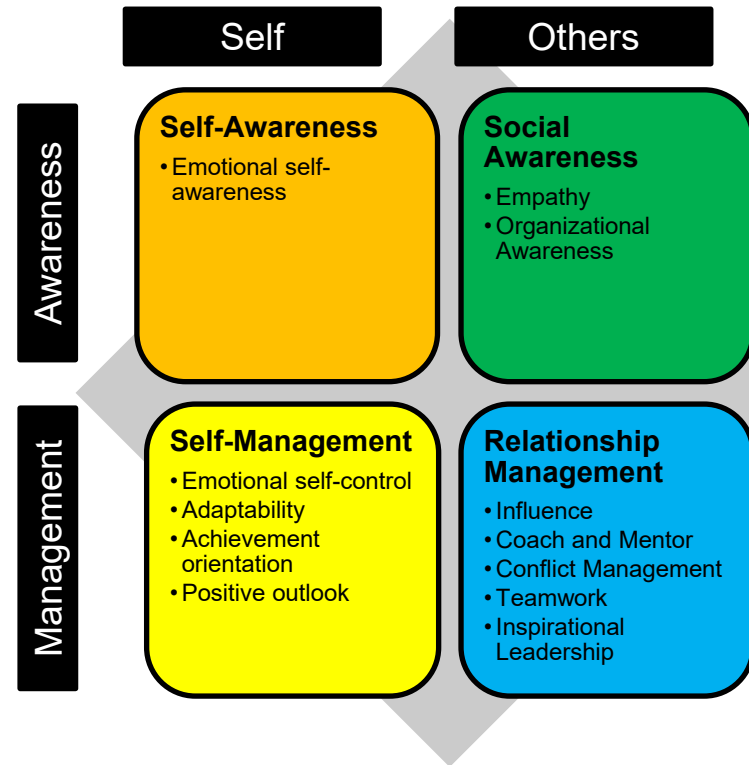 Self
Others
Awareness
Self-Awareness
• Emotional self-
awareness
Social
Awareness
• Empathy
• Organizational
Awareness
Management
Self-Management
• Emotional self-control
• Adaptability
• Achievement
orientation
• Positive outlook
Relationship
Management
• Influence
• Coach and Mentor
• Conflict Management
• Teamwork
• Inspirational
Leadership